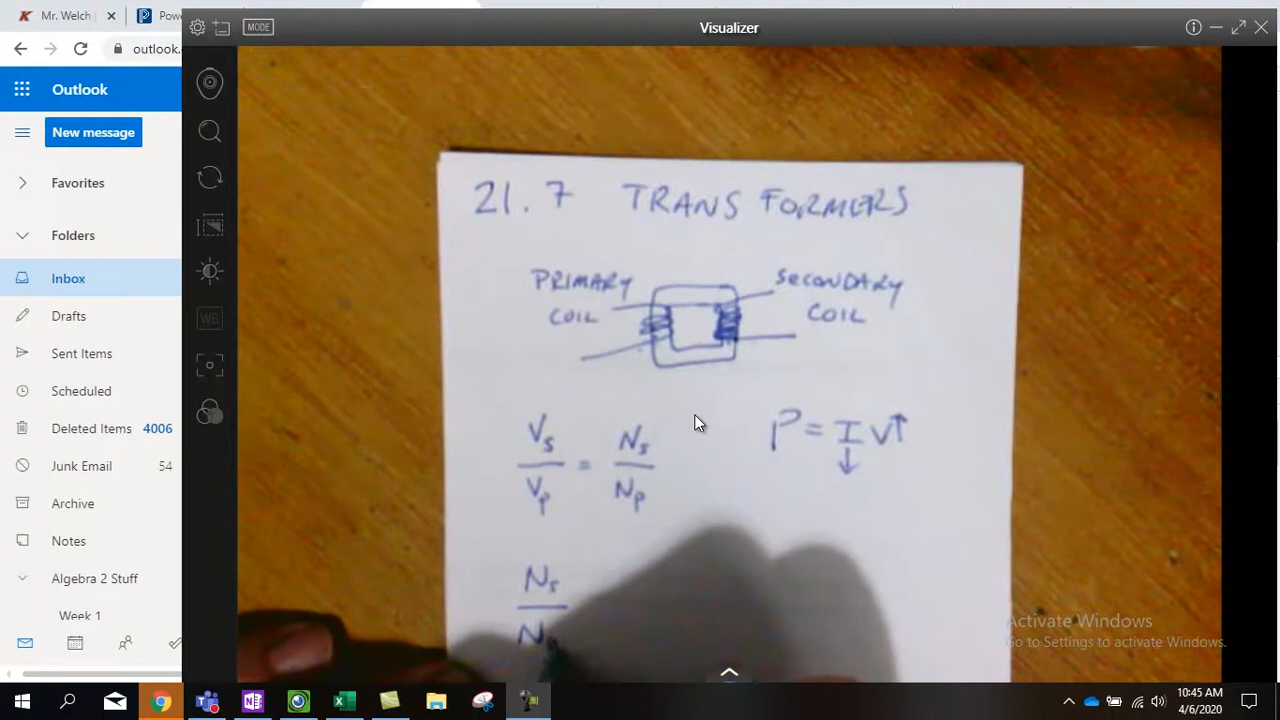 Mr. Welch
Pow
outlook.
Visualizer
MODE
Outlook
New message
Favorites
Folders
Inbox
Drafts
Sent Items
Scheduled
Deleted Items 4006
Junk Email 54
Archive
Notes
Algebra 2 Stuff
Week 1
WB
21.7 TRANSFORMERS
PRIMARY COIL
SECONDARY COIL
Vs/Vp = Ns/Np
P = I↓ V↑
Ns/N
Activate Windows
Go to Settings to activate Windows.
10:45 AM
4/6/2020